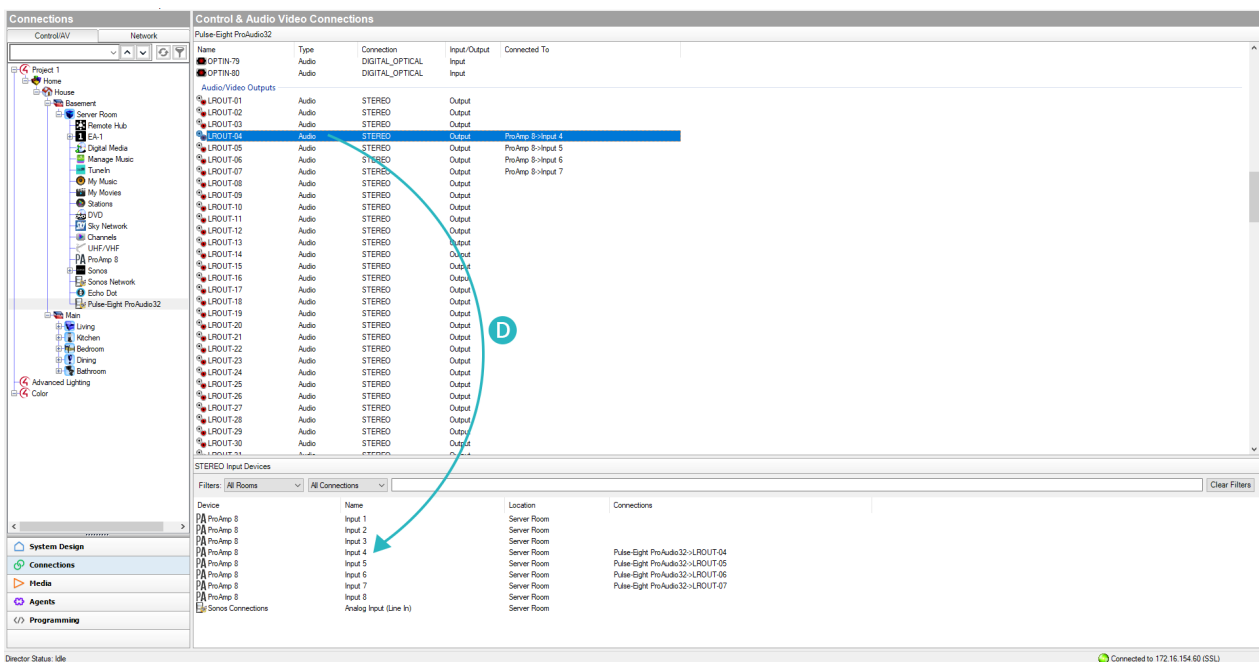 Connections
Control & Audio Video Connections
Control/AV Network
Pulse-Eight ProAudio32
Name Type Connection Input/Output Connected To
OPTIN-79 Audio DIGITAL_OPTICAL Input
OPTIN-80 Audio DIGITAL_OPTICAL Input
Audio/Video Outputs
LROUT-01 Audio STEREO Output
LROUT-02 Audio STEREO Output
LROUT-03 Audio STEREO Output
LROUT-04 Audio STEREO Output ProAmp 8->Input 4
LROUT-05 Audio STEREO Output ProAmp 8->Input 5
LROUT-06 Audio STEREO Output ProAmp 8->Input 6
LROUT-07 Audio STEREO Output ProAmp 8->Input 7
LROUT-08 Audio STEREO Output
LROUT-09 Audio STEREO Output
LROUT-10 Audio STEREO Output
LROUT-11 Audio STEREO Output
LROUT-12 Audio STEREO Output
LROUT-13 Audio STEREO Output
LROUT-14 Audio STEREO Output
LROUT-15 Audio STEREO Output
LROUT-16 Audio STEREO Output
LROUT-17 Audio STEREO Output
LROUT-18 Audio STEREO Output
LROUT-19 Audio STEREO Output
LROUT-20 Audio STEREO Output
LROUT-21 Audio STEREO Output
LROUT-22 Audio STEREO Output
LROUT-23 Audio STEREO Output
LROUT-24 Audio STEREO Output
LROUT-25 Audio STEREO Output
LROUT-26 Audio STEREO Output
LROUT-27 Audio STEREO Output
LROUT-28 Audio STEREO Output
LROUT-29 Audio STEREO Output
LROUT-30 Audio STEREO Output
LROUT-31 Audio STEREO Output
D
Project 1
Home
House
Basement
Server Room
Remote Hub
EA-1
Digital Media
Manage Music
TuneIn
My Music
My Movies
Stations
DVD
Sky Network
Channels
UHF/VHF
PA ProAmp 8
Sonos
Sonos Network
Echo Dot
Pulse-Eight ProAudio32
Main
Living
Kitchen
Bedroom
Dining
Bathroom
Advanced Lighting
Color
STEREO Input Devices
Filters: All Rooms All Connections Clear Filters
Device Name Location Connections
PA ProAmp 8 Input 1 Server Room
PA ProAmp 8 Input 2 Server Room
PA ProAmp 8 Input 3 Server Room
PA ProAmp 8 Input 4 Server Room Pulse-Eight ProAudio32->LROUT-04
PA ProAmp 8 Input 5 Server Room Pulse-Eight ProAudio32->LROUT-05
PA ProAmp 8 Input 6 Server Room Pulse-Eight ProAudio32->LROUT-06
PA ProAmp 8 Input 7 Server Room Pulse-Eight ProAudio32->LROUT-07
PA ProAmp 8 Input 8 Server Room
Sonos Connections Analog Input (Line In) Server Room
System Design
Connections
Media
Agents
Programming
Director Status: Idle
Connected to 172.16.154.60 (SSL)